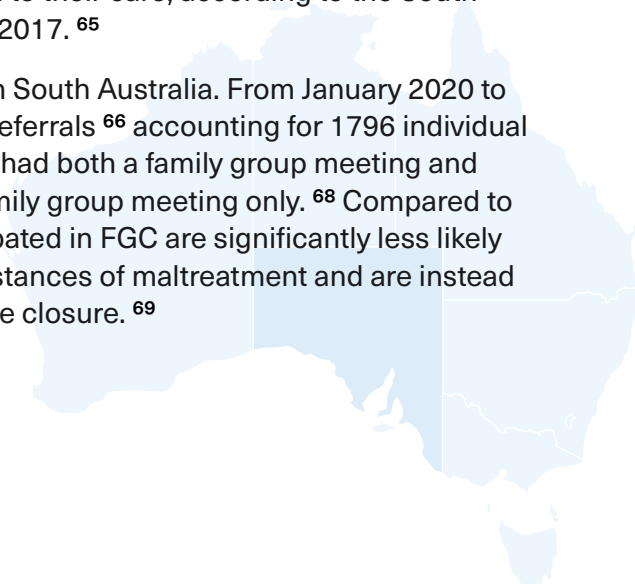 to their care, according to the South
2017. 65
South Australia. From January 2020 to
eferrals 66 accounting for 1796 individual
had both a family group meeting and
mily group meeting only. 68 Compared to
pated in FGC are significantly less likely
stances of maltreatment and are instead
e closure. 69